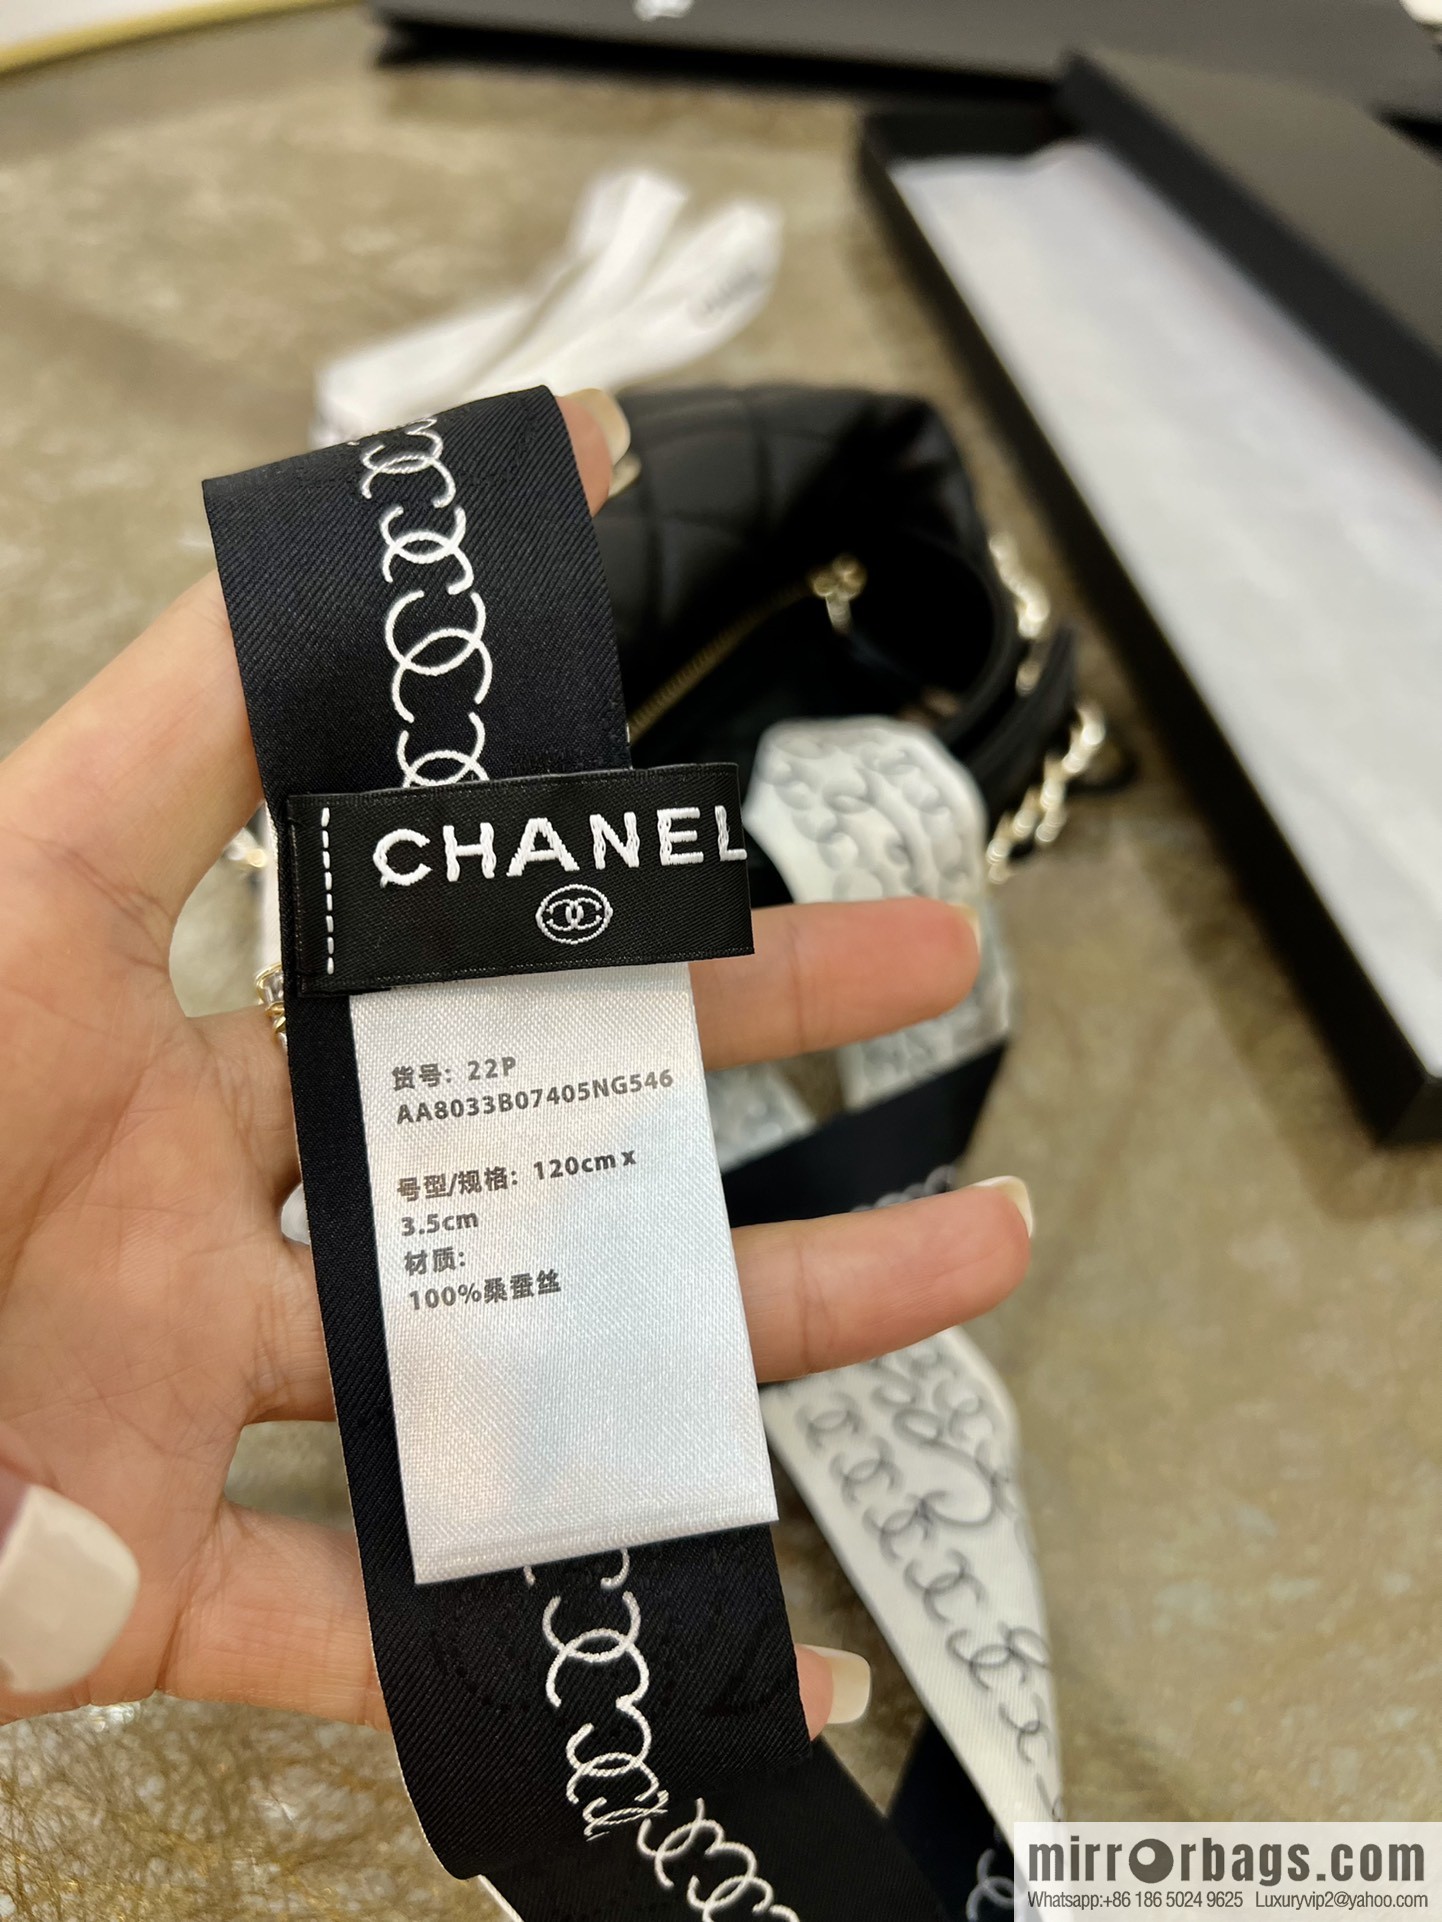 CHANEL
货号：22P
AA8033B07405NG546
号型/规格：120cm x
3.5cm
材质：
100%桑蚕丝
mirrorbags.com
Whatsapp:+86 186 5024 9625 Luxuryvip2@yahoo.com